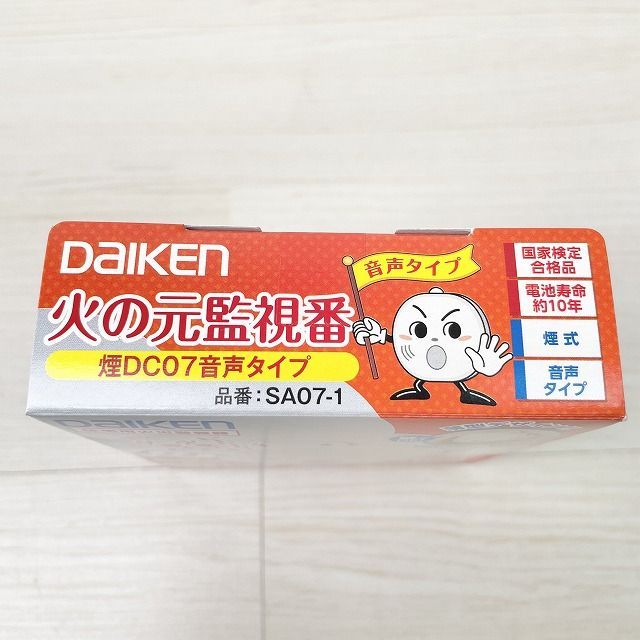 DAIKEN
火の元監視番
煙DC07音声タイプ
品番：SA07-1
音声タイプ
国家検定
合格品
電池寿命
約10年
煙式
音声
タイプ
DAIKEN